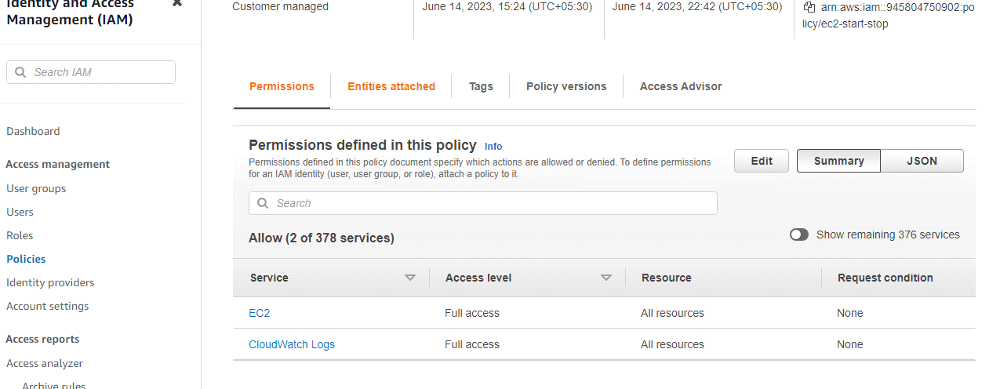 Identity and Access
Management (IAM)
Search IAM
Dashboard
Access management
User groups
Users
Roles
Policies
Identity providers
Account settings
Access reports
Access analyzer
Archive rules
Customer managed
June 14, 2023, 15:24 (UTC+05:30)
June 14, 2023, 22:42 (UTC+05:30)
arn:aws:iam::945804750902:po
licy/ec2-start-stop
Permissions
Entities attached
Tags
Policy versions
Access Advisor
Permissions defined in this policy Info
Permissions defined in this policy document specify which actions are allowed or denied. To define permissions
for an IAM identity (user, user group, or role), attach a policy to it.
Edit
Summary
JSON
Search
Allow (2 of 378 services)
Show remaining 376 services
Service Access level Resource Request condition
EC2 Full access All resources None
CloudWatch Logs Full access All resources None